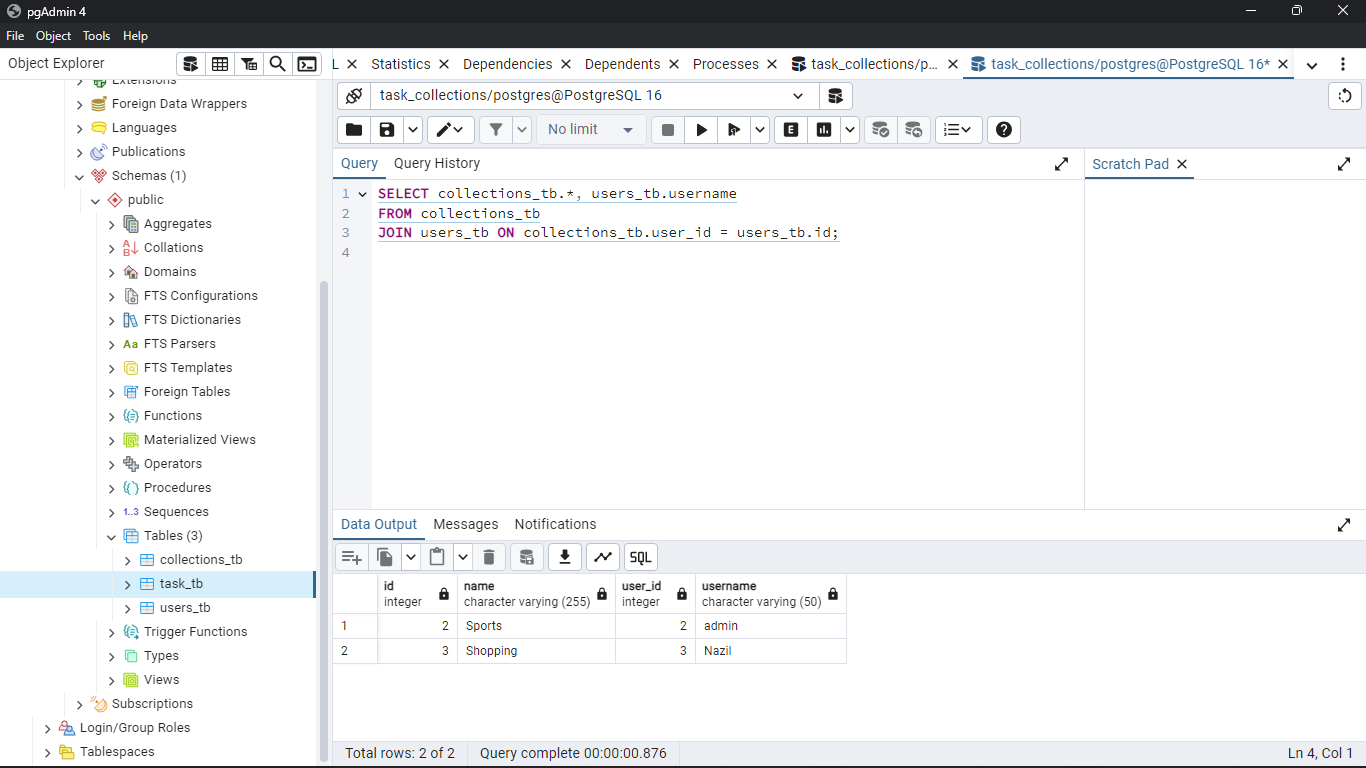 pgAdmin 4
File Object Tools Help
Object Explorer
L Statistics Dependencies Dependents Processes task_collections/p... task_collections/postgres@PostgreSQL 16*
task_collections/postgres@PostgreSQL 16
No limit
E
SQL
Query Query History
Scratch Pad
1 SELECT collections_tb.*, users_tb.username
2 FROM collections_tb
3 JOIN users_tb ON collections_tb.user_id = users_tb.id;
4
Extensions
Foreign Data Wrappers
Languages
Publications
Schemas (1)
public
Aggregates
Collations
Domains
FTS Configurations
FTS Dictionaries
Aa FTS Parsers
FTS Templates
Foreign Tables
Functions
Materialized Views
Operators
Procedures
1..3 Sequences
Tables (3)
collections_tb
task_tb
users_tb
Trigger Functions
Types
Views
Subscriptions
Login/Group Roles
Tablespaces
Data Output Messages Notifications
id name user_id username
integer character varying (255) integer character varying (50)
1 2 Sports 2 admin
2 3 Shopping 3 Nazil
Total rows: 2 of 2 Query complete 00:00:00.876 Ln 4, Col 1